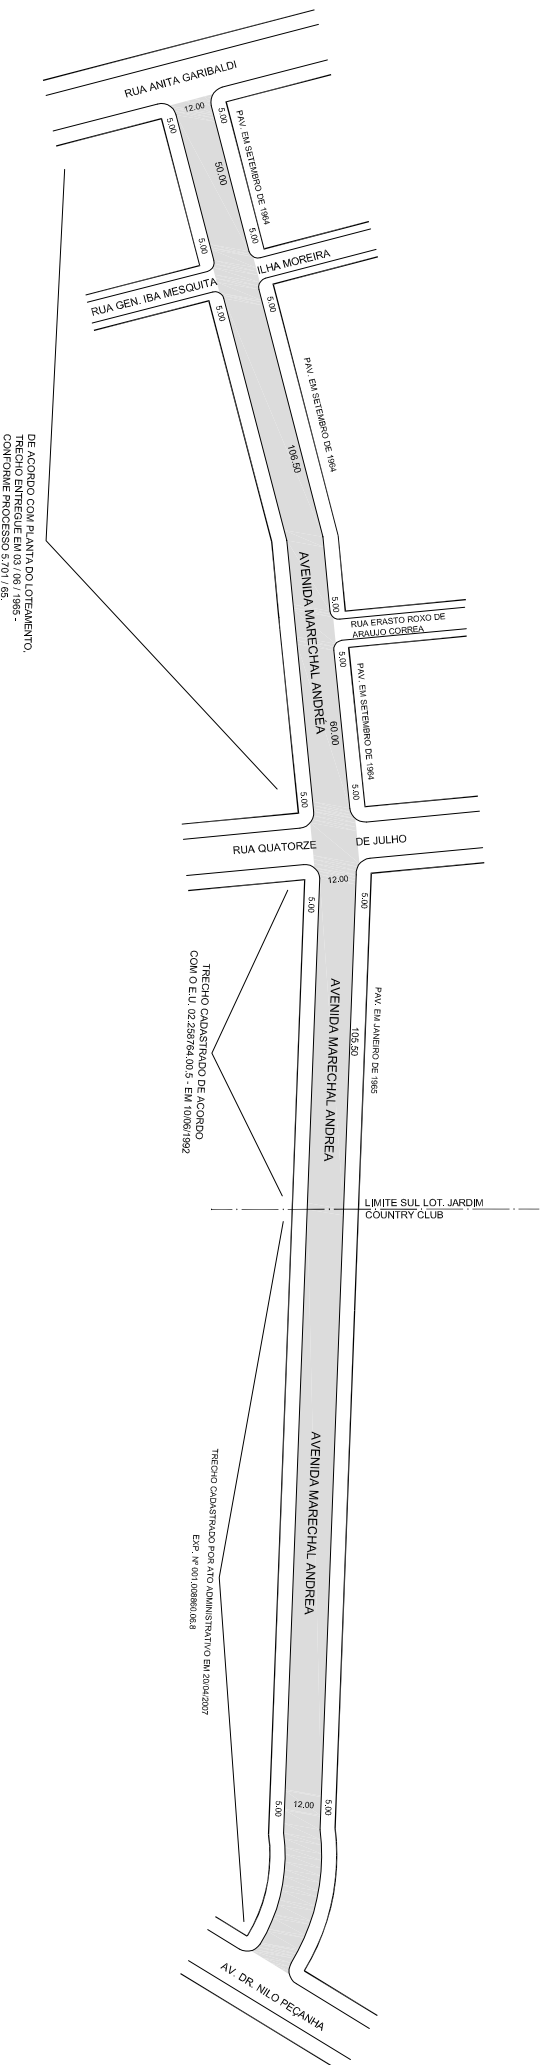 RUA ANITA GARIBALDI
12.00
5.00
5.00
PAV. EM SETEMBRO DE 1964
50.00
5.00
5.00
ILHA MOREIRA
RUA GEN. IBA MESQUITA
5.00
5.00
PAV. EM SETEMBRO DE 1964
106.50
DE ACORDO COM PLANTA DO LOTEAMENTO,
TRECHO ENTREGUE EM 03 / 06 / 1965 -
CONFORME PROCESSO 5.701 / 65.
AVENIDA MARECHAL ANDRÉA
5.00
RUA ERASTO ROXO DE
ARAUJO CORREA
5.00
PAV. EM SETEMBRO DE 1964
60.00
5.00
5.00
RUA QUATORZE DE JULHO
12.00
5.00
5.00
TRECHO CADASTRADO DE ACORDO
COM O E.U. 02.258764.00.5 - EM 10/06/1992
AVENIDA MARECHAL ANDREA
105.50
PAV. EM JANEIRO DE 1965
LIMITE SUL LOT. JARDIM
COUNTRY CLUB
AVENIDA MARECHAL ANDREA
TRECHO CADASTRADO POR ATO ADMINISTRATIVO EM 20/04/2007
EXP. Nº 001.008860.06.8
5.00
12.00
5.00
AV. DR. NILO PEÇANHA